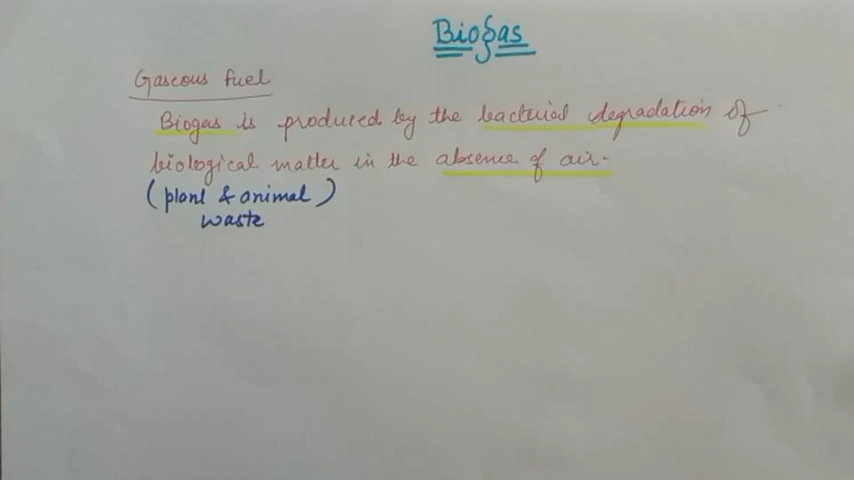 Biogas
Gaseous fuel
Biogas is produced by the bacterial degradation of
biological matter in the absence of air.
(plant & animal)
waste